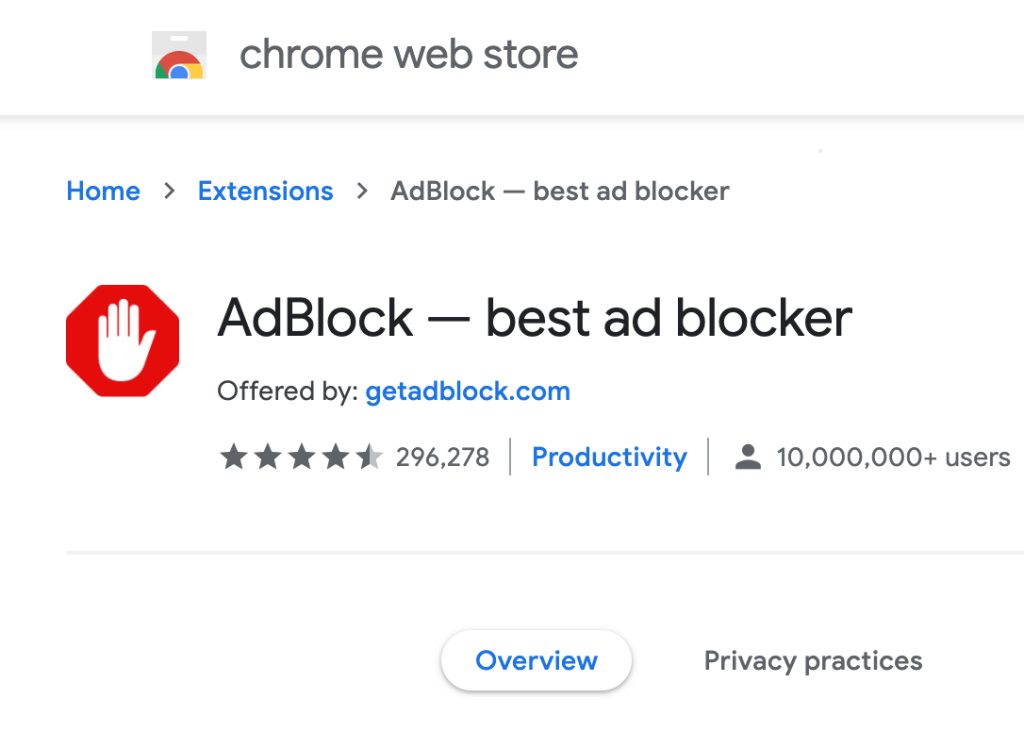 chrome web store
Home > Extensions > AdBlock — best ad blocker
AdBlock — best ad blocker
Offered by: getadblock.com
296,278 | Productivity | 10,000,000+ users
Overview Privacy practices